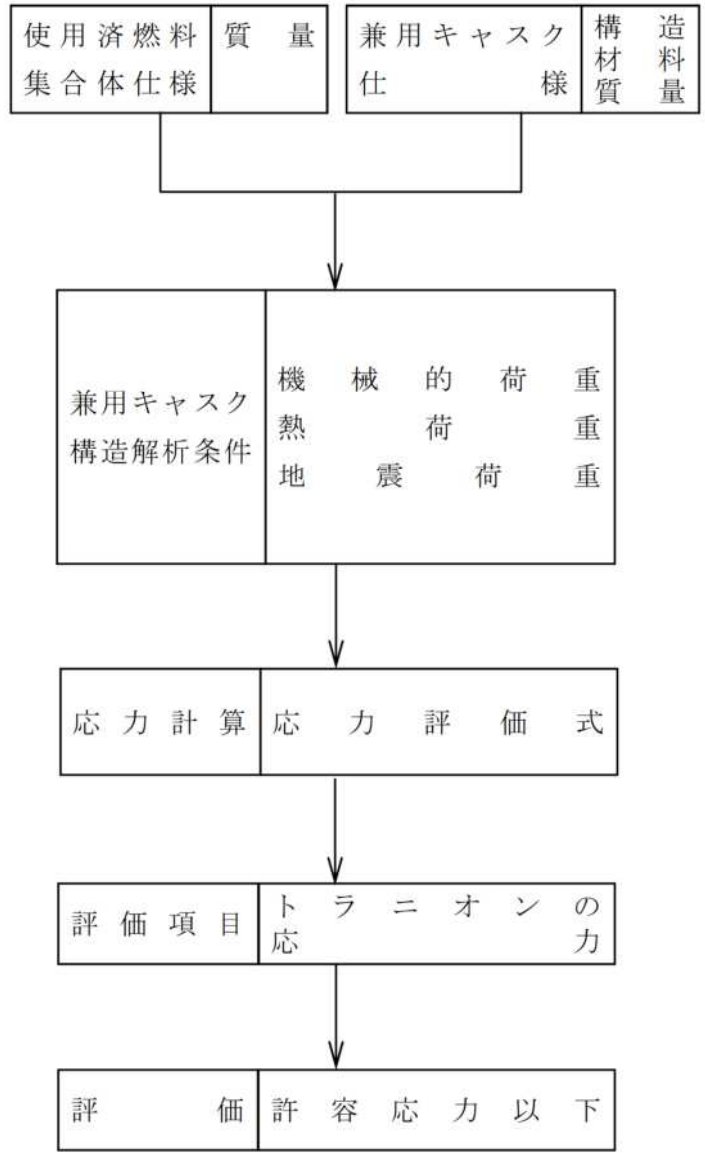 使用済燃料
集合体仕様
質量
兼用キャスク
仕様
構造
材料
質量
兼用キャスク
構造解析条件
機械的荷重
熱荷重
地震荷重
応力計算
応力評価式
評価項目
トラニオンの
応力
評価
許容応力以下